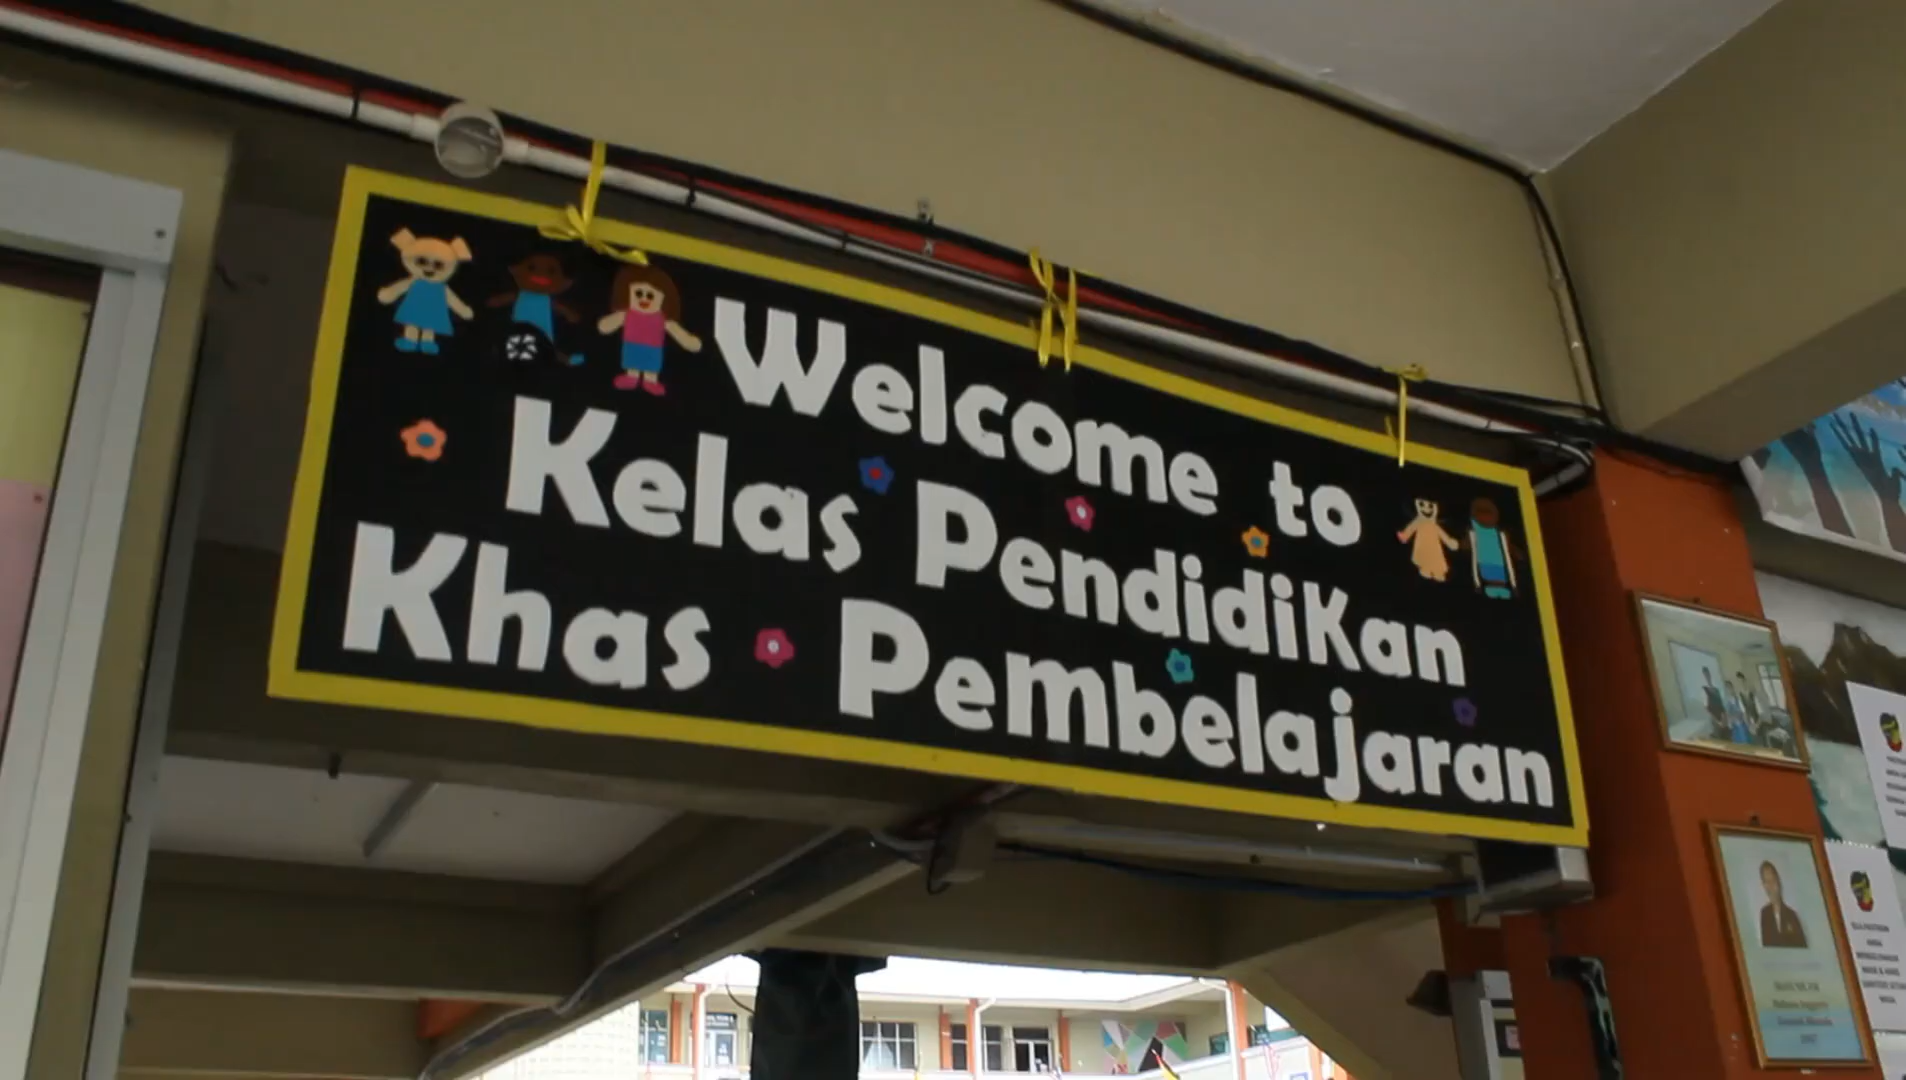 Welcome to
Kelas PendidiKan
Khas Pembelajaran